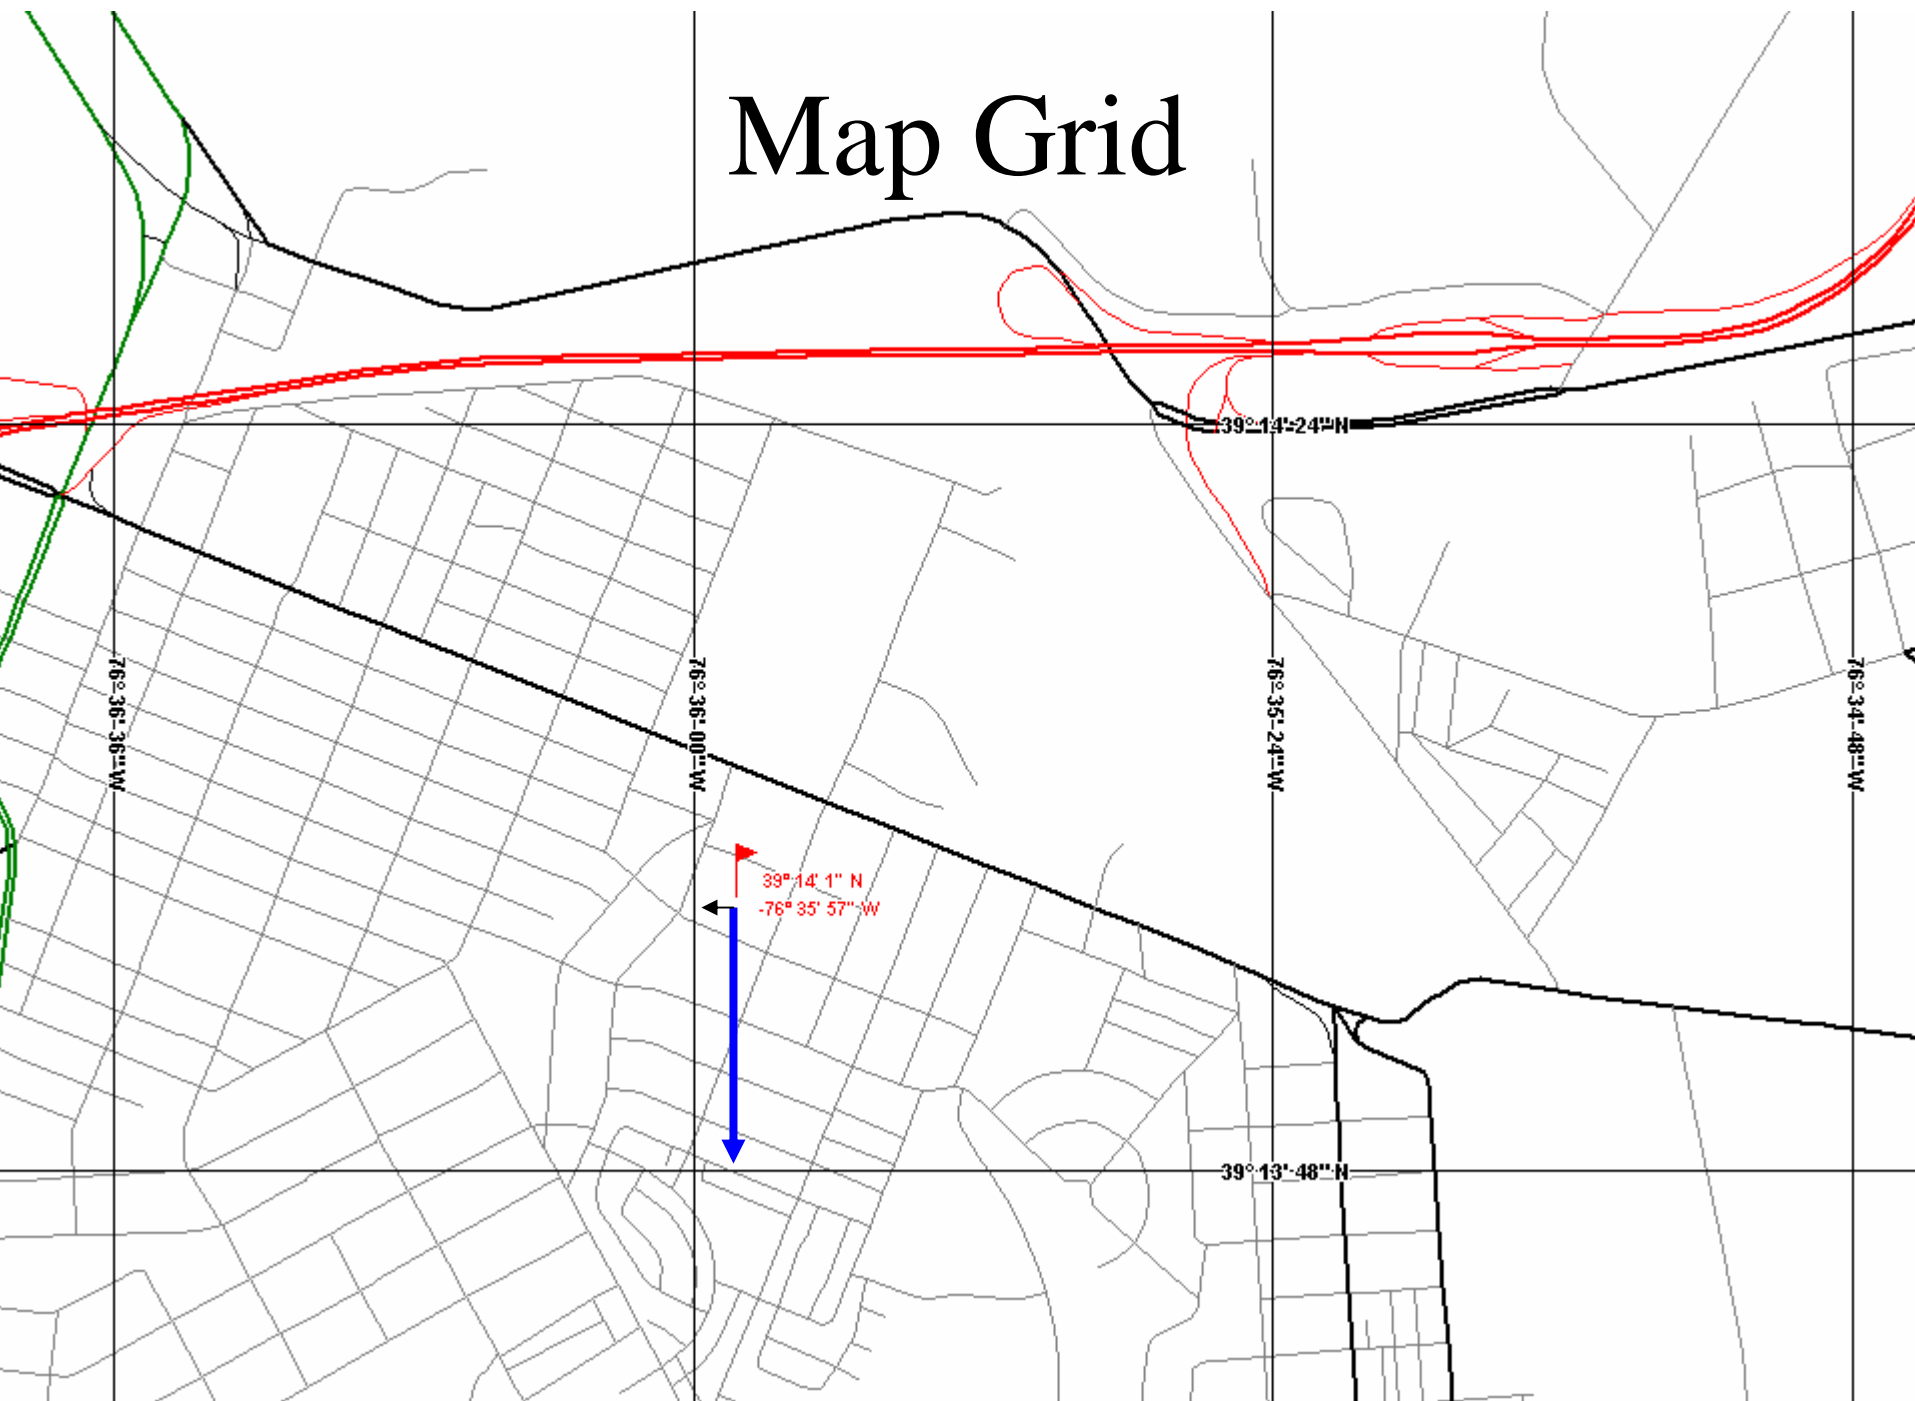 Map Grid
39° 14' 24" N
76° 36' 36" W
76° 36' 00" W
76° 35' 24" W
76° 34' 48" W
39° 14' 1" N
-76° 35' 57" W
39° 13' 48" N